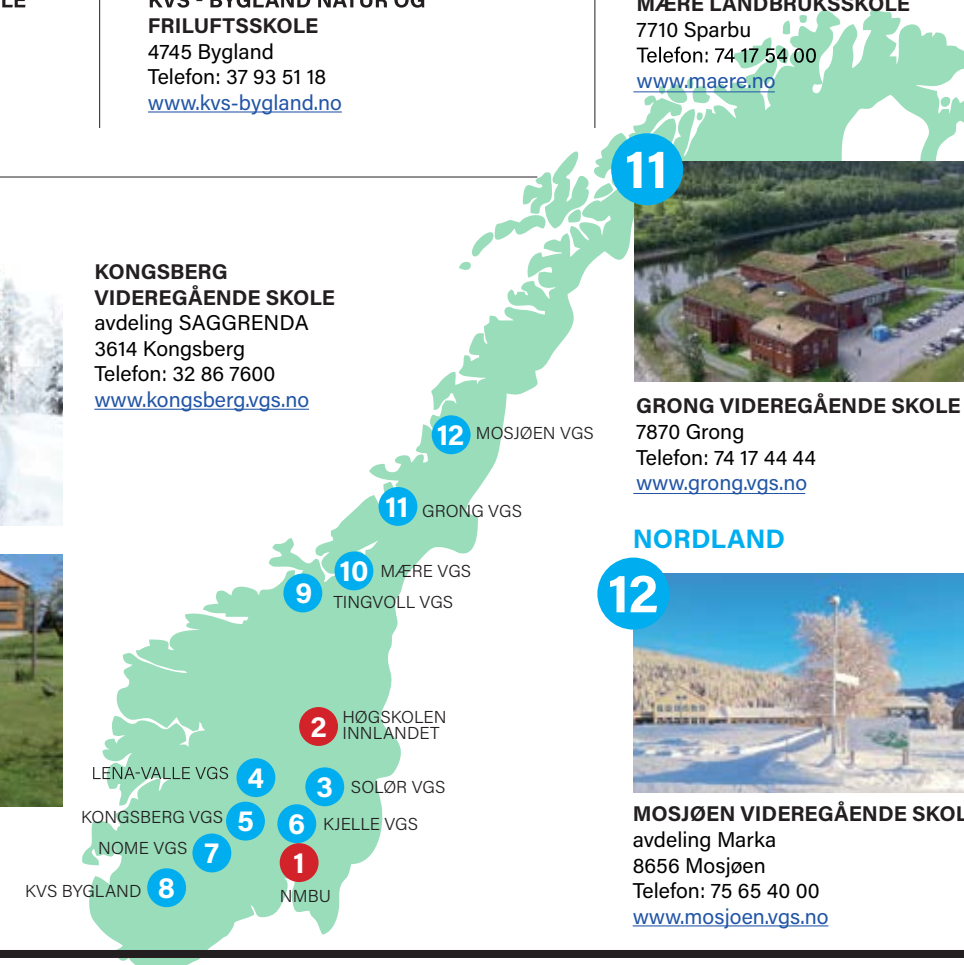 KVS - BYGLAND NATUR OG
FRILUFTSSKOLE
4745 Bygland
Telefon: 37 93 51 18
www.kvs-bygland.no
MÆRE LANDBRUKSSKOLE
7710 Sparbu
Telefon: 74 17 54 00
www.maere.no
KONGSBERG
VIDEREGÅENDE SKOLE
avdeling SAGGRENDA
3614 Kongsberg
Telefon: 32 86 7600
www.kongsberg.vgs.no
11
GRONG VIDEREGÅENDE SKOLE
7870 Grong
Telefon: 74 17 44 44
www.grong.vgs.no
NORDLAND
12
MOSJØEN VIDEREGÅENDE SKOL
avdeling Marka
8656 Mosjøen
Telefon: 75 65 40 00
www.mosjoen.vgs.no
12 MOSJØEN VGS
11 GRONG VGS
10 MÆRE VGS
9 TINGVOLL VGS
2 HØGSKOLEN
INNLANDET
LENA-VALLE VGS 4
3 SOLØR VGS
KONGSBERG VGS 5
6 KJELLE VGS
NOME VGS 7
1
NMBU
KVS BYGLAND 8